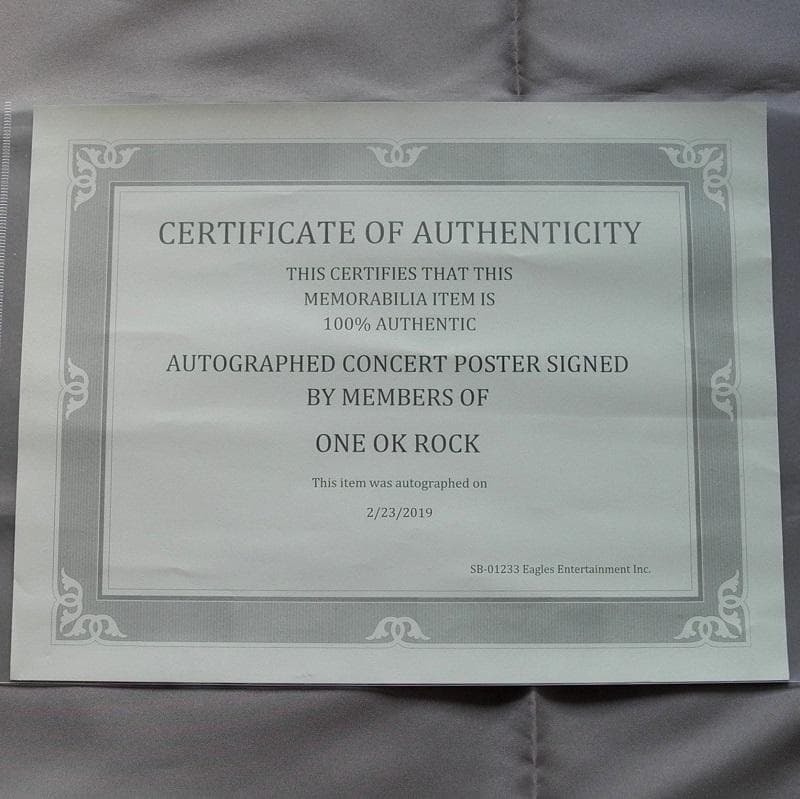 CERTIFICATE OF AUTHENTICITY
THIS CERTIFIES THAT THIS
MEMORABILIA ITEM IS
100% AUTHENTIC
AUTOGRAPHED CONCERT POSTER SIGNED
BY MEMBERS OF
ONE OK ROCK
This item was autographed on
2/23/2019
SB-01233 Eagles Entertainment Inc.